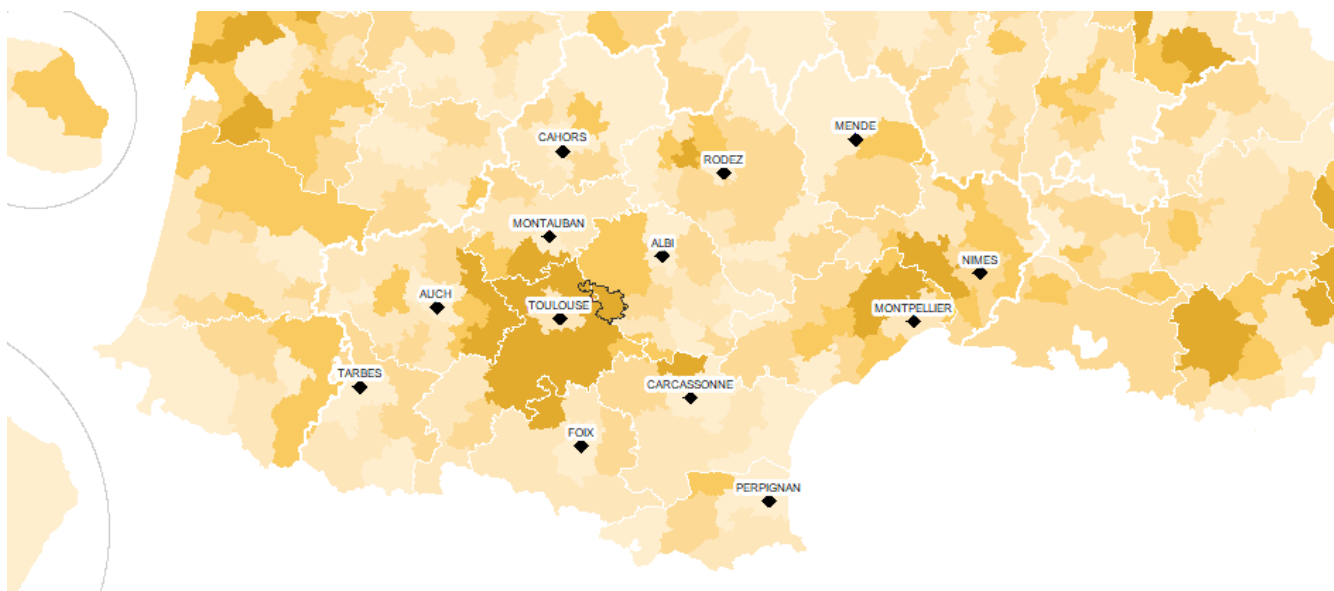 MENDE
CAHORS
RODEZ
MONTAUBAN
ALBI
NIMES
AUCH
TOULOUSE
MONTPELLIER
TARBES
CARCASSONNE
FOIX
PERPIGNAN